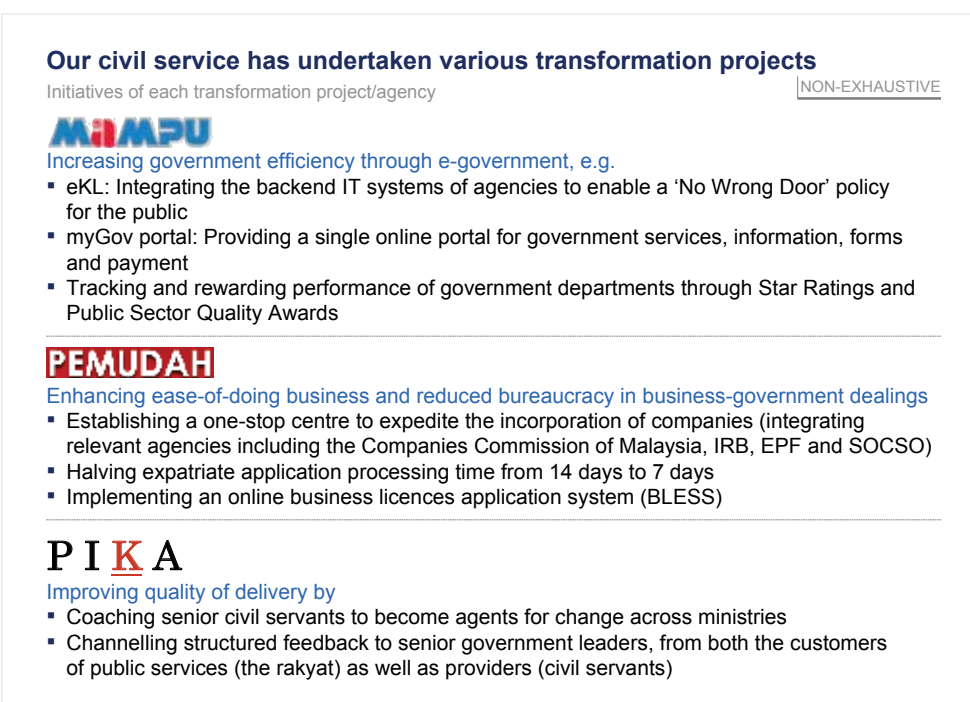 Our civil service has undertaken various transformation projects
Initiatives of each transformation project/agency
NON-EXHAUSTIVE
MAMPU
Increasing government efficiency through e-government, e.g.
▪ eKL: Integrating the backend IT systems of agencies to enable a ‘No Wrong Door’ policy
for the public
▪ myGov portal: Providing a single online portal for government services, information, forms
and payment
▪ Tracking and rewarding performance of government departments through Star Ratings and
Public Sector Quality Awards
PEMUDAH
Enhancing ease-of-doing business and reduced bureaucracy in business-government dealings
▪ Establishing a one-stop centre to expedite the incorporation of companies (integrating
relevant agencies including the Companies Commission of Malaysia, IRB, EPF and SOCSO)
▪ Halving expatriate application processing time from 14 days to 7 days
▪ Implementing an online business licences application system (BLESS)
PIKA
Improving quality of delivery by
▪ Coaching senior civil servants to become agents for change across ministries
▪ Channelling structured feedback to senior government leaders, from both the customers
of public services (the rakyat) as well as providers (civil servants)